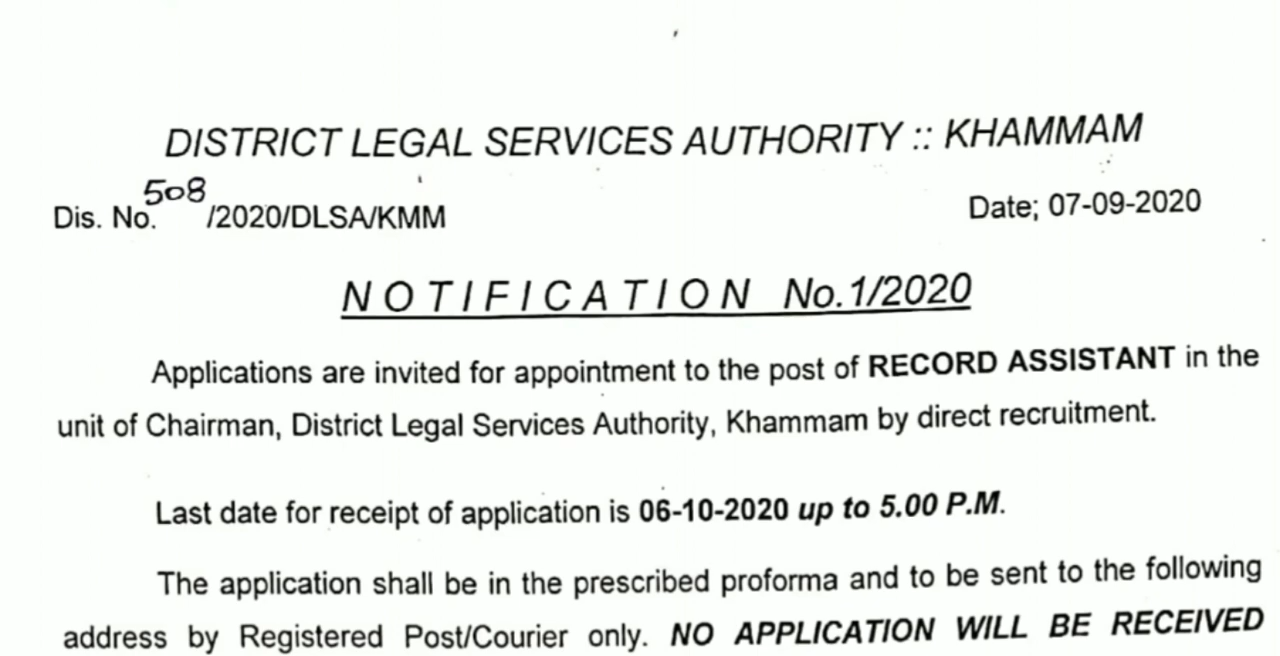 DISTRICT LEGAL SERVICES AUTHORITY :: KHAMMAM
Dis. No.508/2020/DLSA/KMM Date; 07-09-2020
NOTIFICATION No.1/2020
Applications are invited for appointment to the post of RECORD ASSISTANT in the
unit of Chairman, District Legal Services Authority, Khammam by direct recruitment.
Last date for receipt of application is 06-10-2020 up to 5.00 P.M.
The application shall be in the prescribed proforma and to be sent to the following
address by Registered Post/Courier only. NO APPLICATION WILL BE RECEIVED